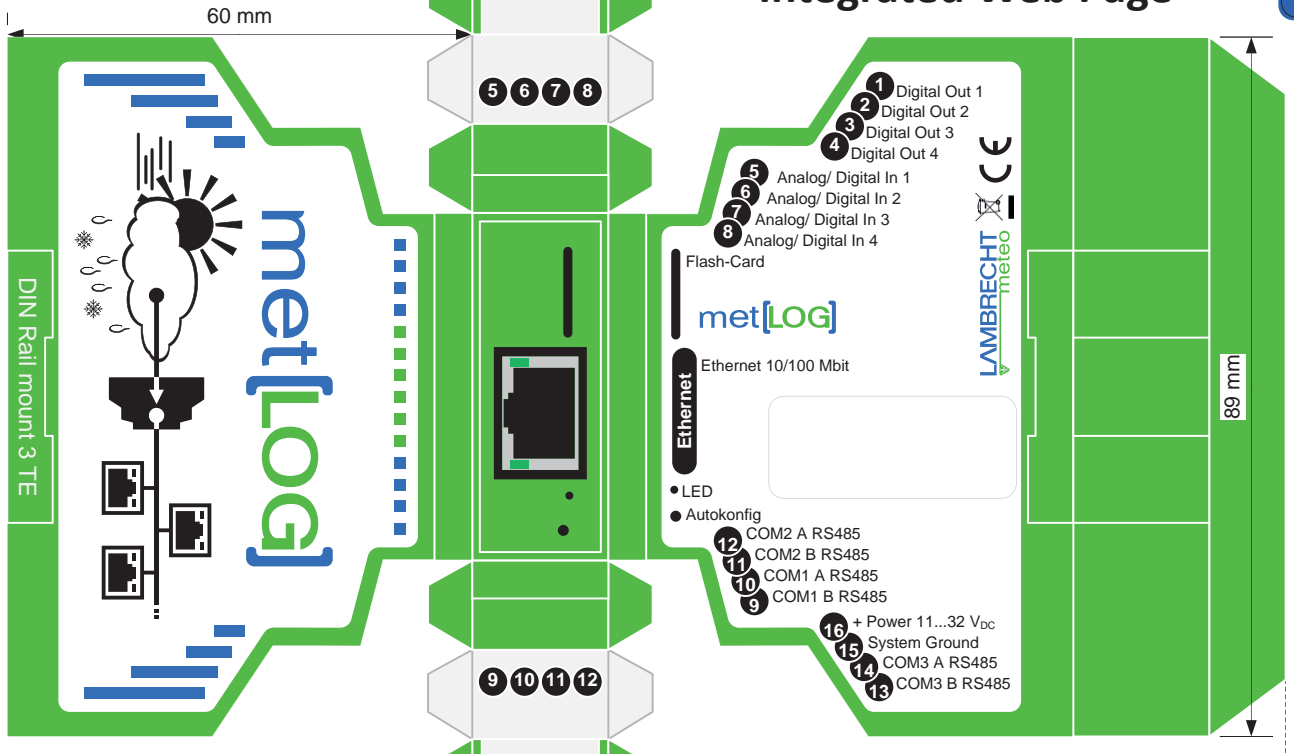 Integrated Web Page
60 mm
5 6 7 8
1 Digital Out 1
2 Digital Out 2
3 Digital Out 3
4 Digital Out 4
5 Analog/ Digital In 1
6 Analog/ Digital In 2
7 Analog/ Digital In 3
8 Analog/ Digital In 4
Flash-Card
met[LOG]
Ethernet 10/100 Mbit
Ethernet
LED
Autokonfig
12 COM2 A RS485
11 COM2 B RS485
10 COM1 A RS485
9 COM1 B RS485
16 + Power 11...32 VDC
15 System Ground
14 COM3 A RS485
13 COM3 B RS485
9 10 11 12
DIN Rail mount 3 TE
met[LOG]
CE
LAMBRECHT
meteo
89 mm